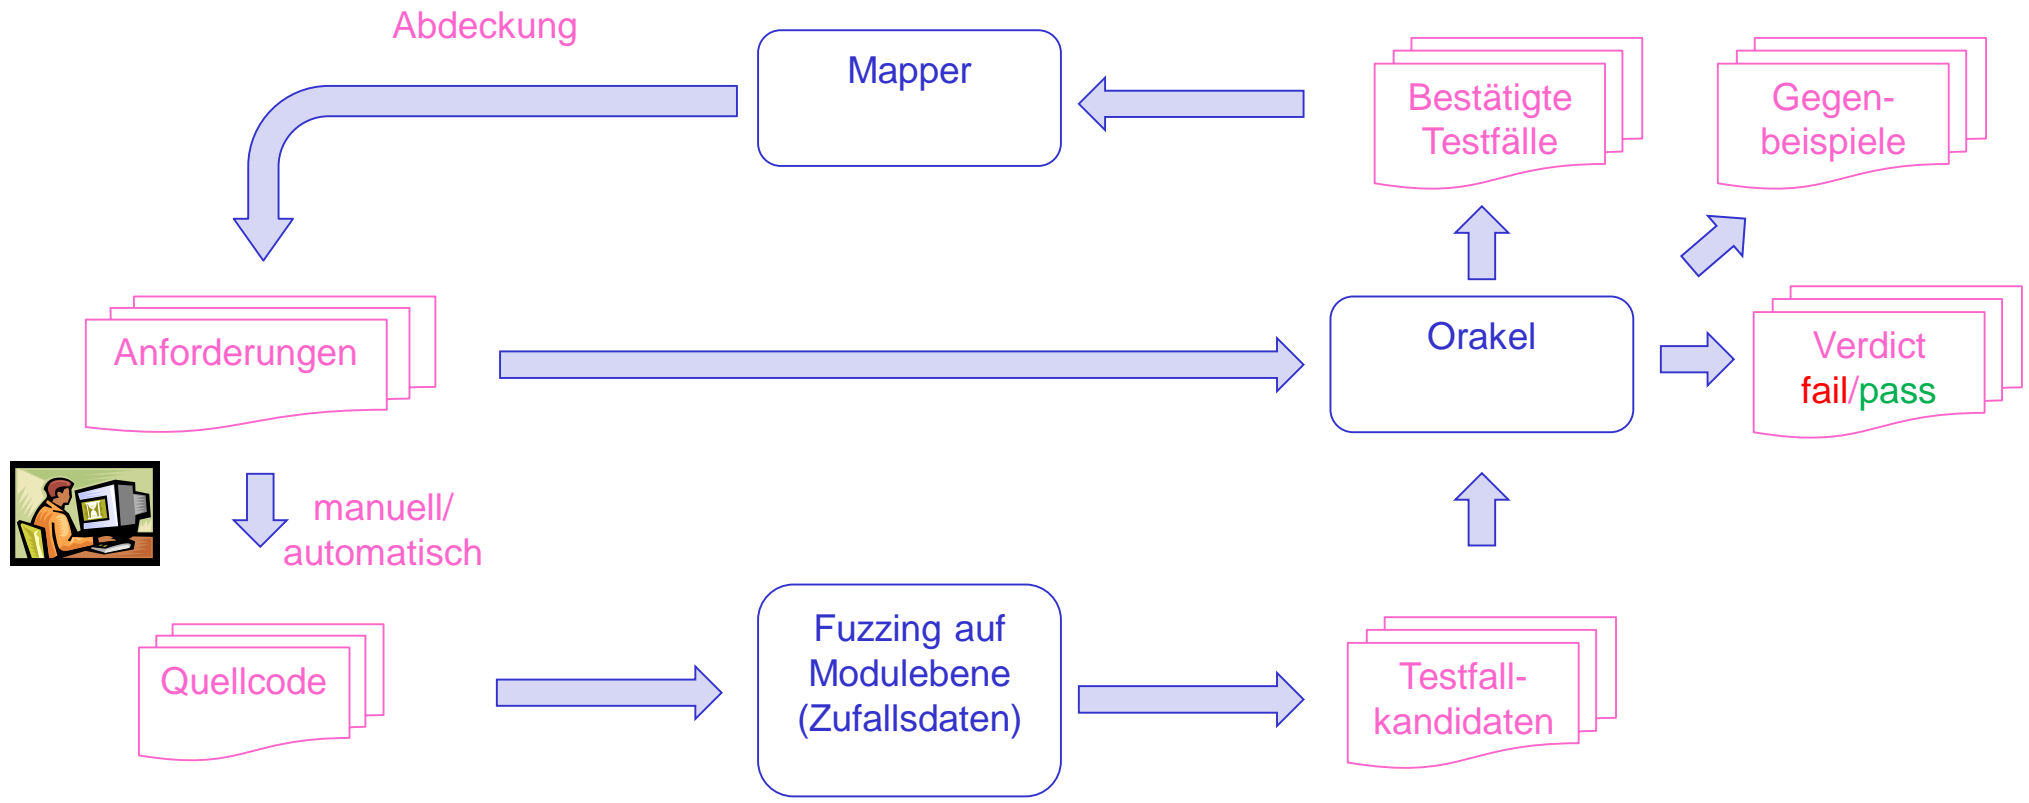 Abdeckung
Mapper
Bestätigte
Testfälle
Gegen-
beispiele
Anforderungen
Orakel
Verdict
fail/pass
manuell/
automatisch
Quellcode
Fuzzing auf
Modulebene
(Zufallsdaten)
Testfall-
kandidaten